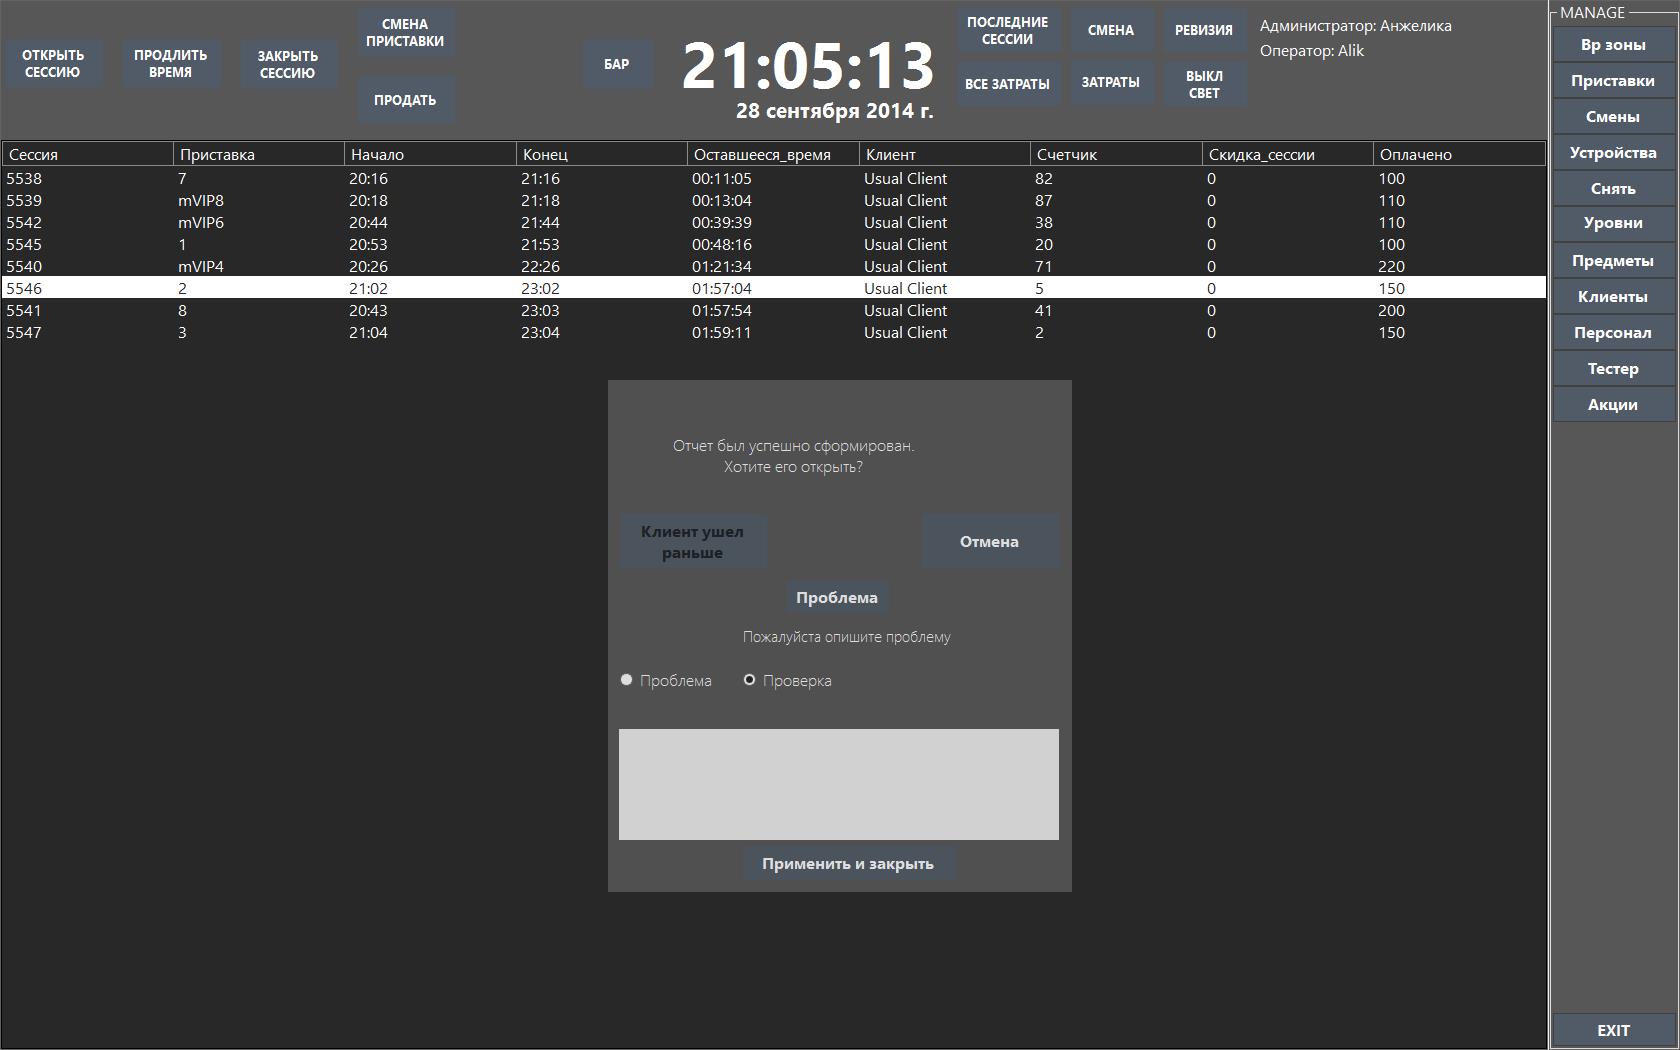 ОТКРЫТЬ
СЕССИЮ
ПРОДЛИТЬ
ВРЕМЯ
ЗАКРЫТЬ
СЕССИЮ
СМЕНА
ПРИСТАВКИ
ПРОДАТЬ
БАР
21:05:13
28 сентября 2014 г.
ПОСЛЕДНИЕ
СЕССИИ
СМЕНА
РЕВИЗИЯ
ВСЕ ЗАТРАТЫ
ЗАТРАТЫ
ВЫКЛ
СВЕТ
Администратор: Анжелика
Оператор: Alik
Сессия Приставка Начало Конец Оставшееся_время Клиент Счетчик Скидка_сессии Оплачено
5538 7 20:16 21:16 00:11:05 Usual Client 82 0 100
5539 mVIP8 20:18 21:18 00:13:04 Usual Client 87 0 110
5542 mVIP6 20:44 21:44 00:39:39 Usual Client 38 0 110
5545 1 20:53 21:53 00:48:16 Usual Client 20 0 100
5540 mVIP4 20:26 22:26 01:21:34 Usual Client 71 0 220
5546 2 21:02 23:02 01:57:04 Usual Client 5 0 150
5541 8 20:43 23:03 01:57:54 Usual Client 41 0 200
5547 3 21:04 23:04 01:59:11 Usual Client 2 0 150
Отчет был успешно сформирован.
Хотите его открыть?
Клиент ушел
раньше
Отмена
Проблема
Пожалуйста опишите проблему
Проблема Проверка
Применить и закрыть
MANAGE
Вр зоны
Приставки
Смены
Устройства
Снять
Уровни
Предметы
Клиенты
Персонал
Тестер
Акции
EXIT